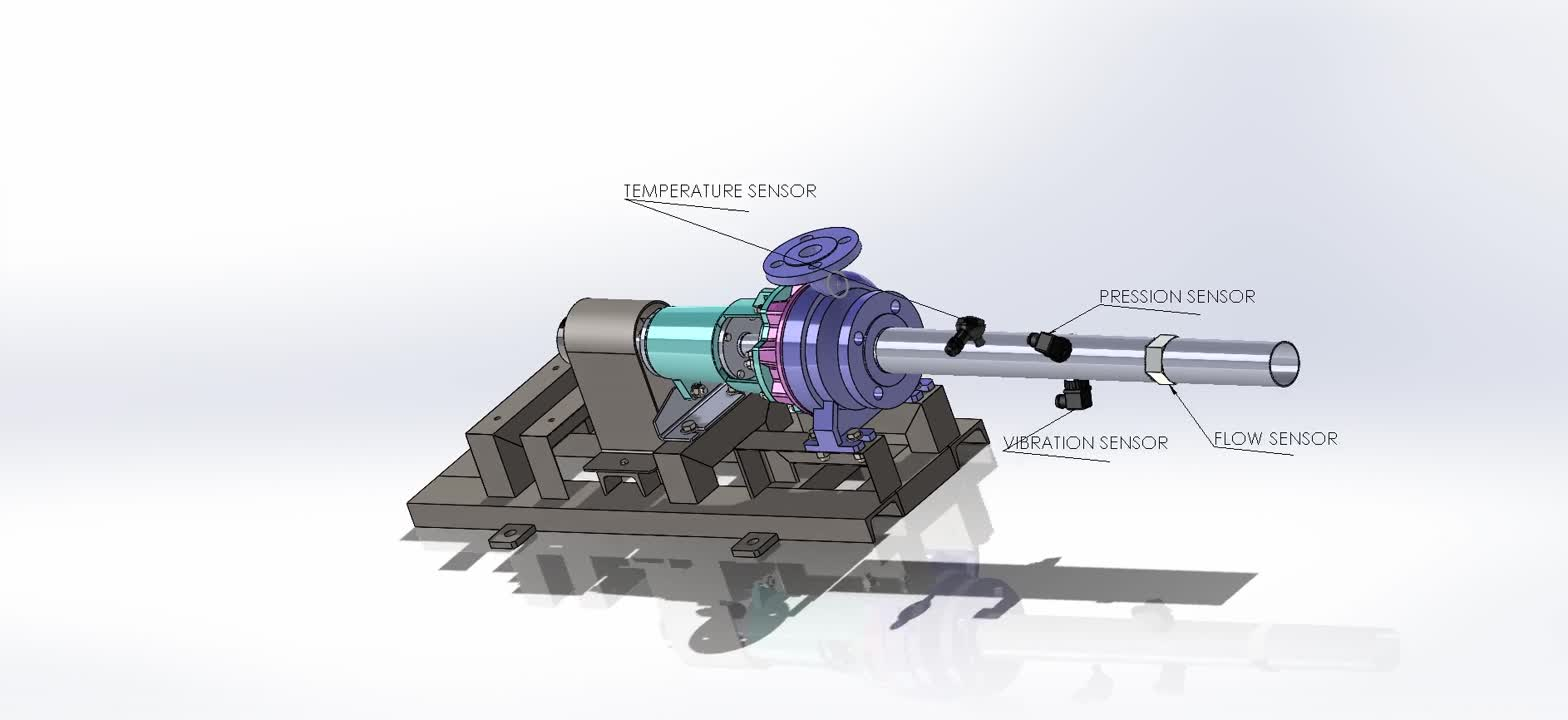 TEMPERATURE SENSOR
PRESSION SENSOR
VIBRATION SENSOR
FLOW SENSOR